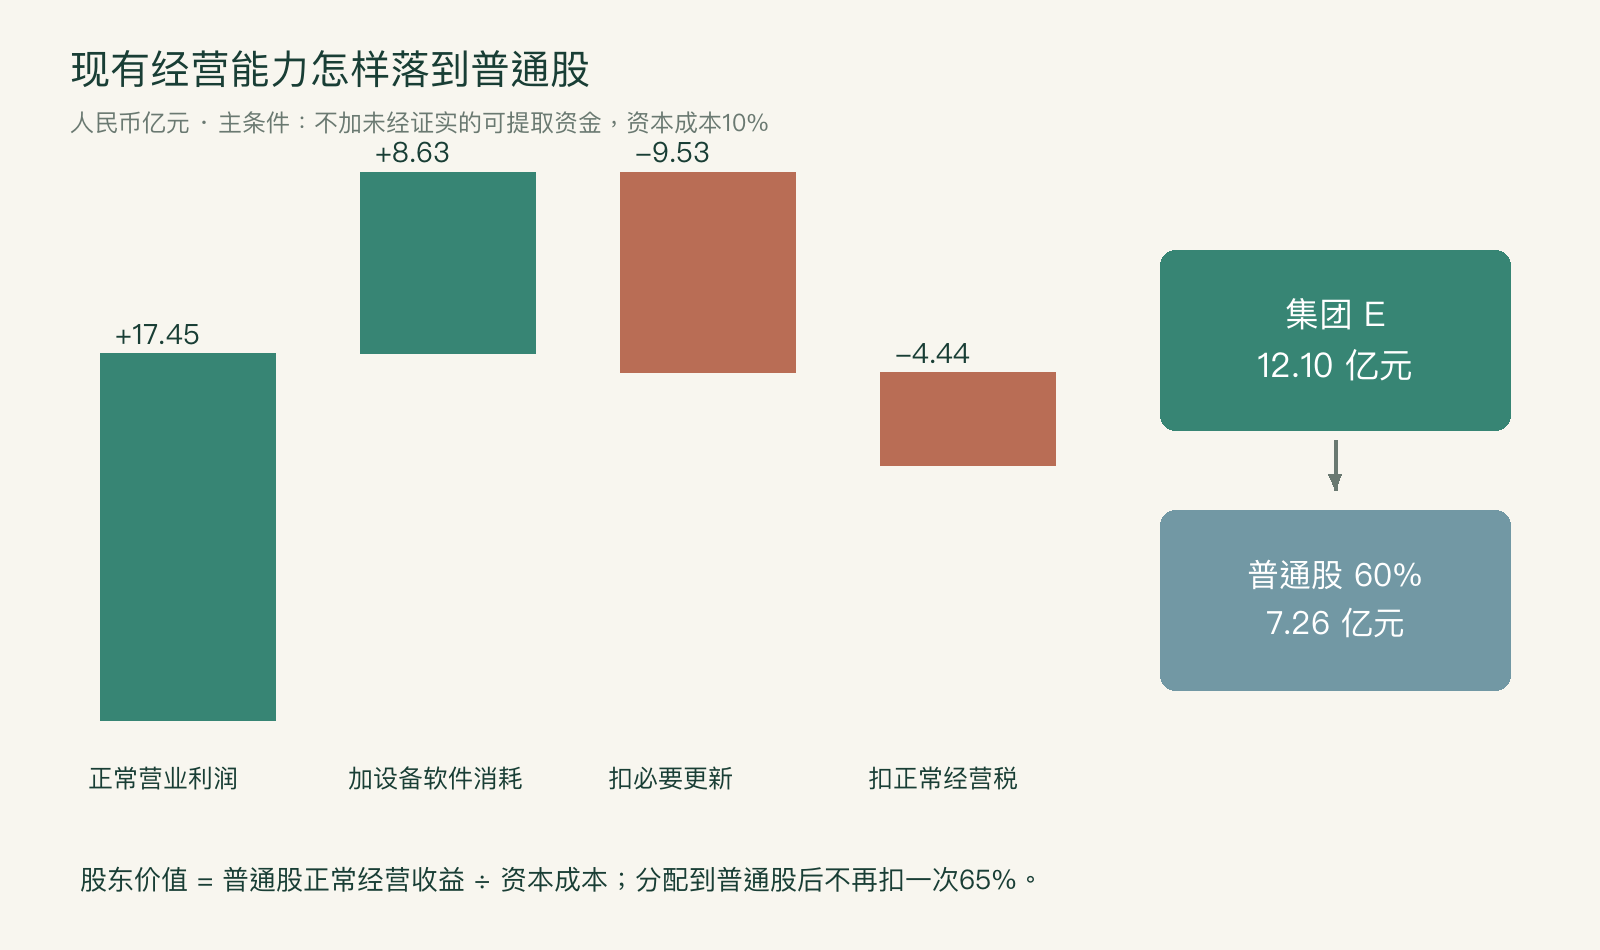 现有经营能力怎样落到普通股
人民币亿元 · 主条件：不加未经证实的可提取资金，资本成本10%
+8.63
−9.53
+17.45
−4.44
集团 E
12.10 亿元
普通股 60%
7.26 亿元
正常营业利润
加设备软件消耗
扣必要更新
扣正常经营税
股东价值 = 普通股正常经营收益 ÷ 资本成本；分配到普通股后不再扣一次65%。